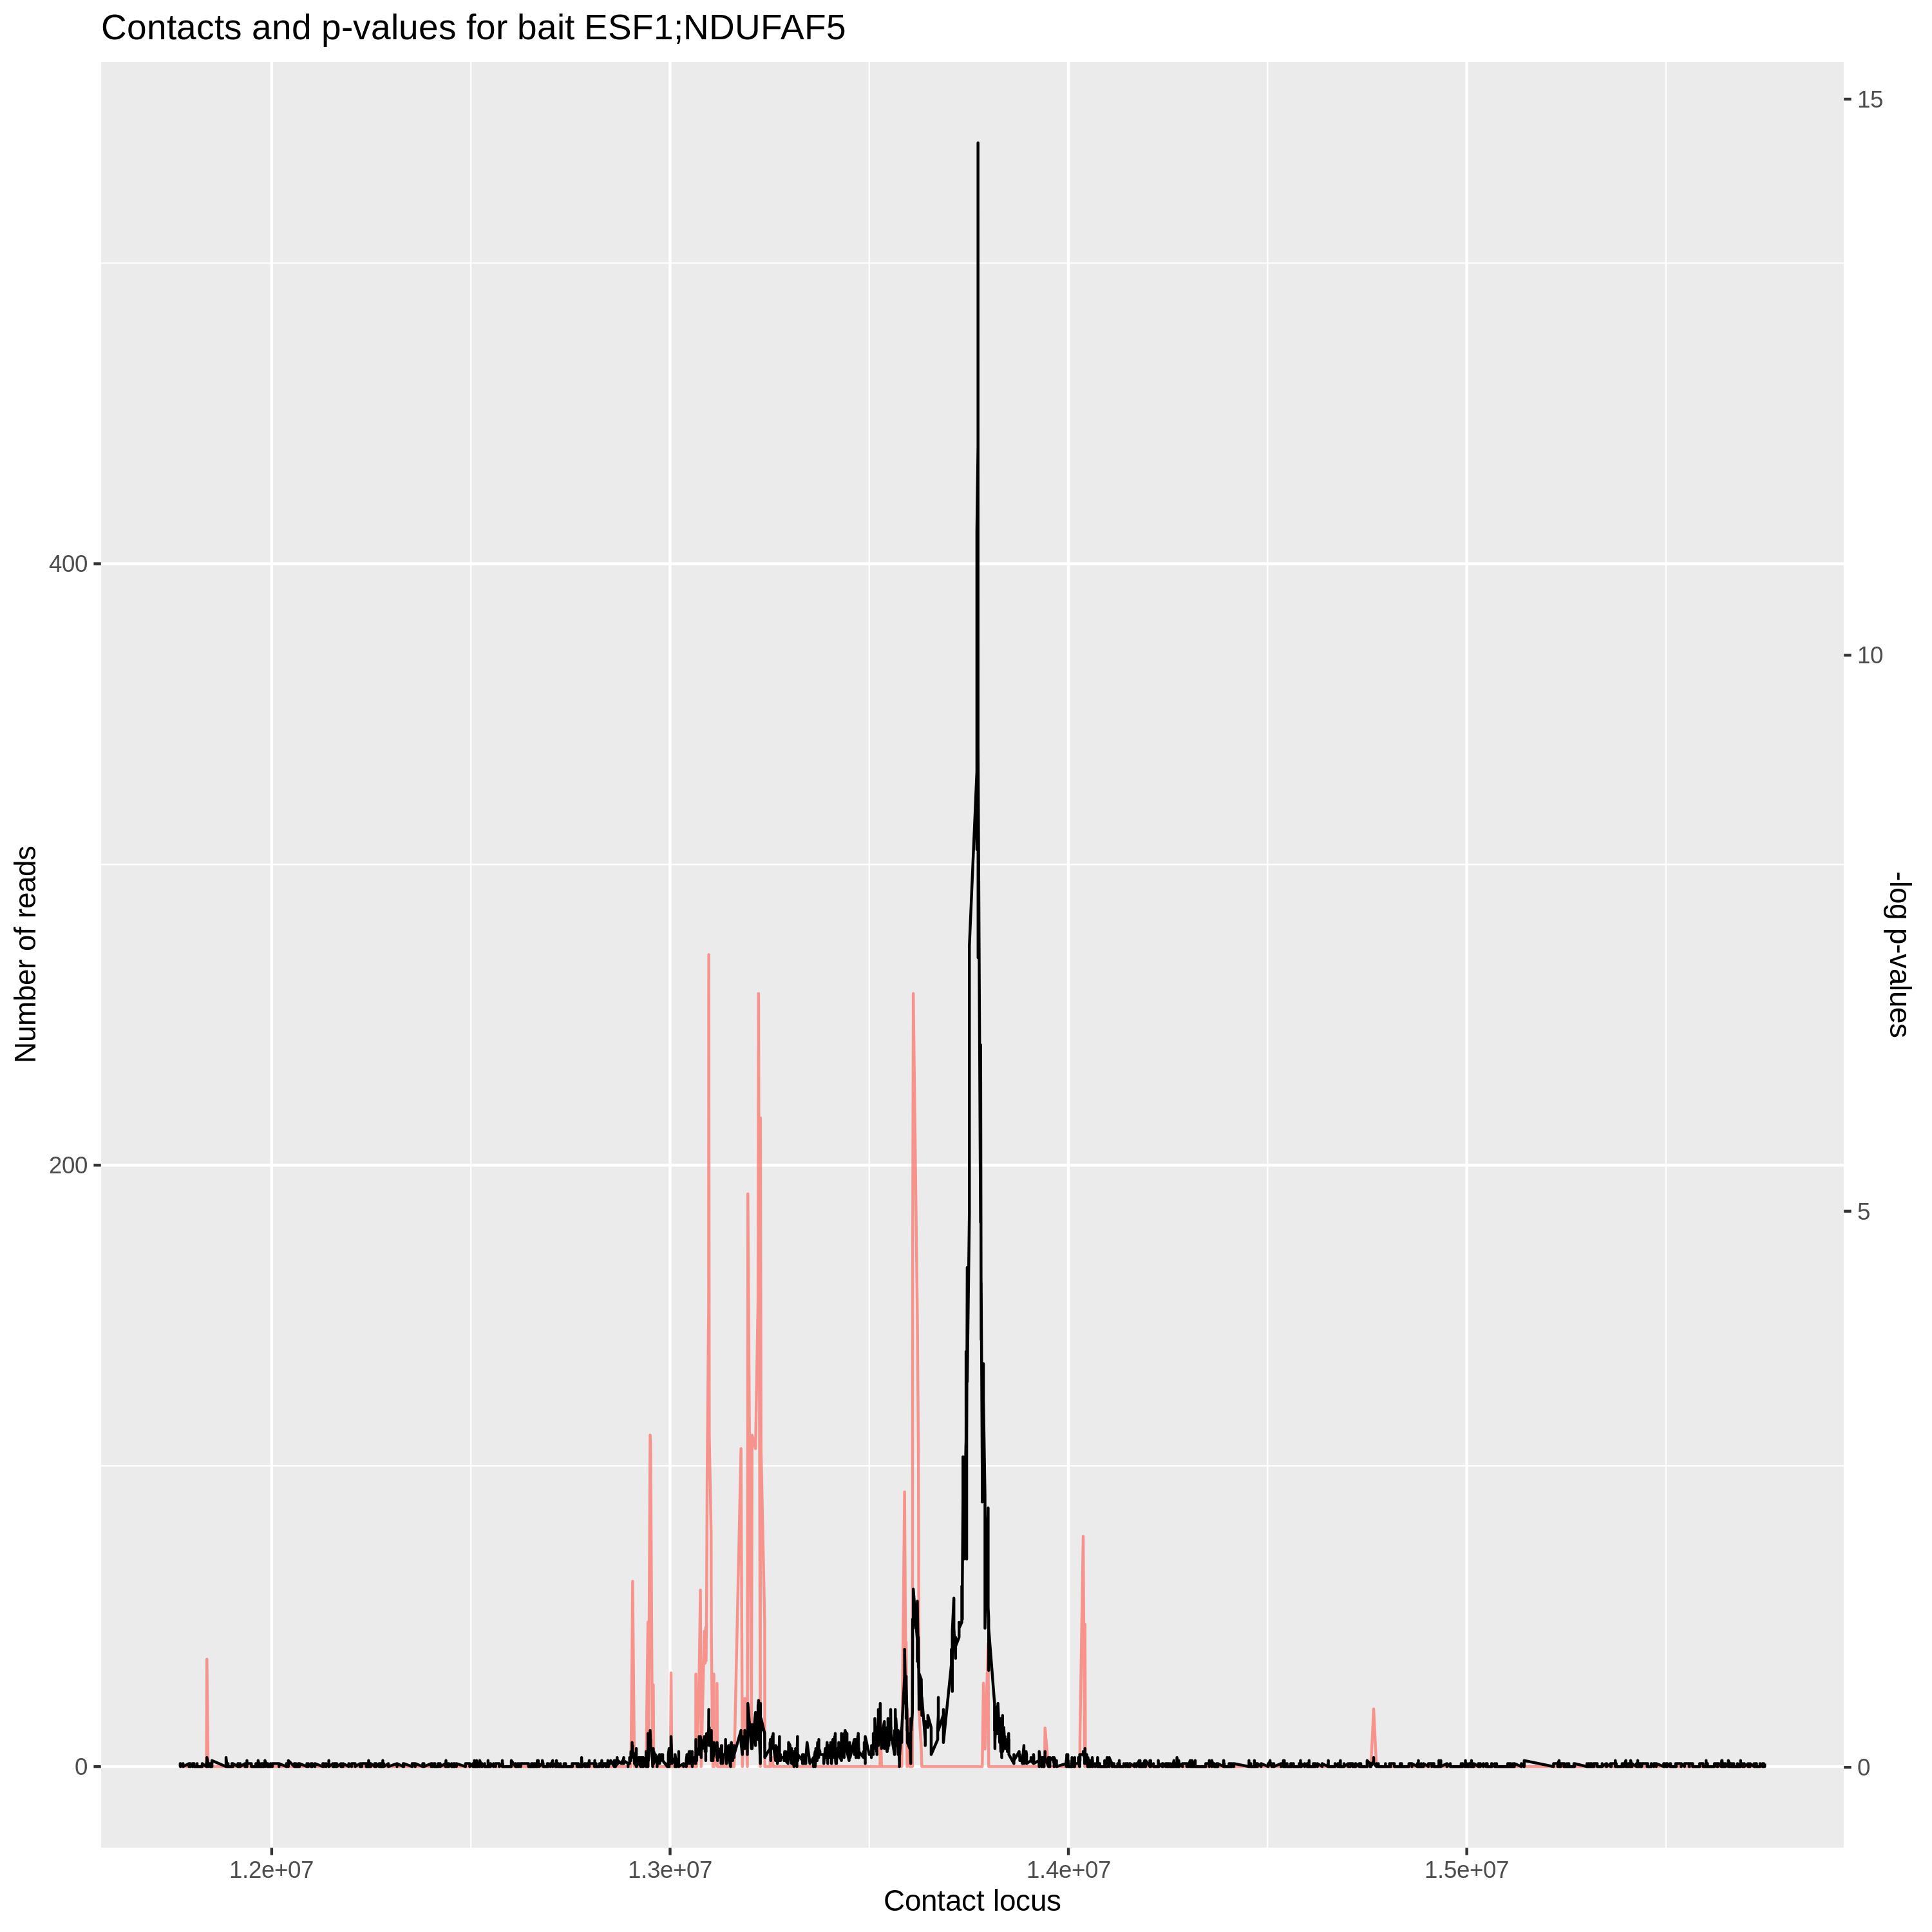 Contacts and p-values for bait ESF1;NDUFAF5
15
10
5
0
400
200
0
Number of reads
-log p-values
1.2e+07
1.3e+07
1.4e+07
1.5e+07
Contact locus